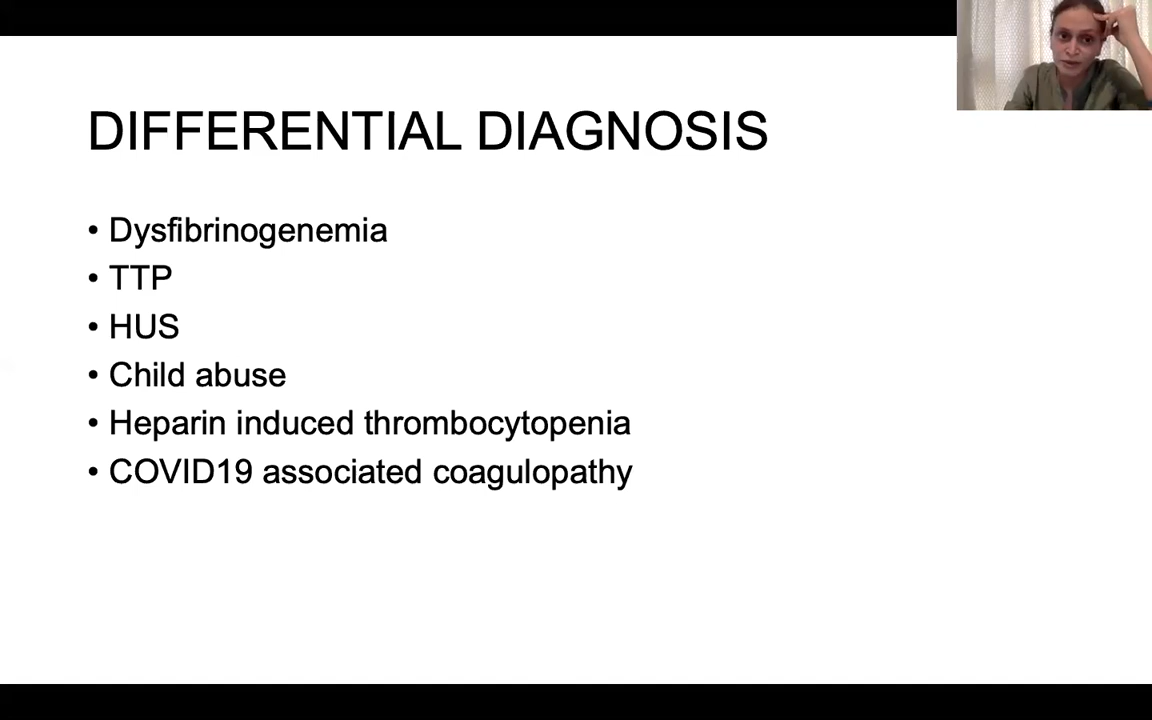 DIFFERENTIAL DIAGNOSIS
• Dysfibrinogenemia
• TTP
• HUS
• Child abuse
• Heparin induced thrombocytopenia
• COVID19 associated coagulopathy